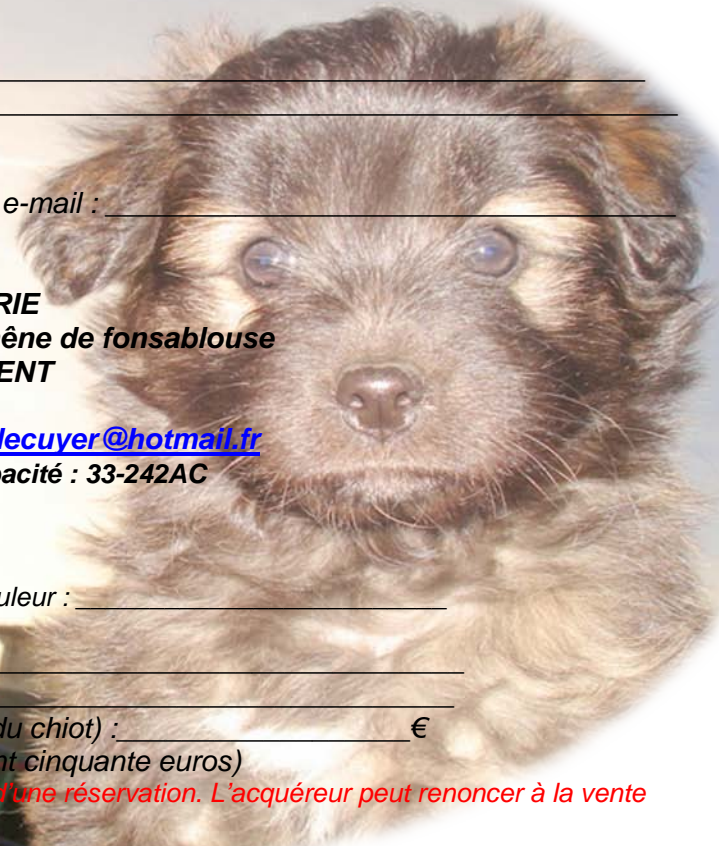 e-mail :
RIE
êne de fonsablouse
ENT
lecuyer@hotmail.fr
pacité : 33-242AC
uleur :
du chiot) : €
nt cinquante euros)
d'une réservation. L'acquéreur peut renoncer à la vente